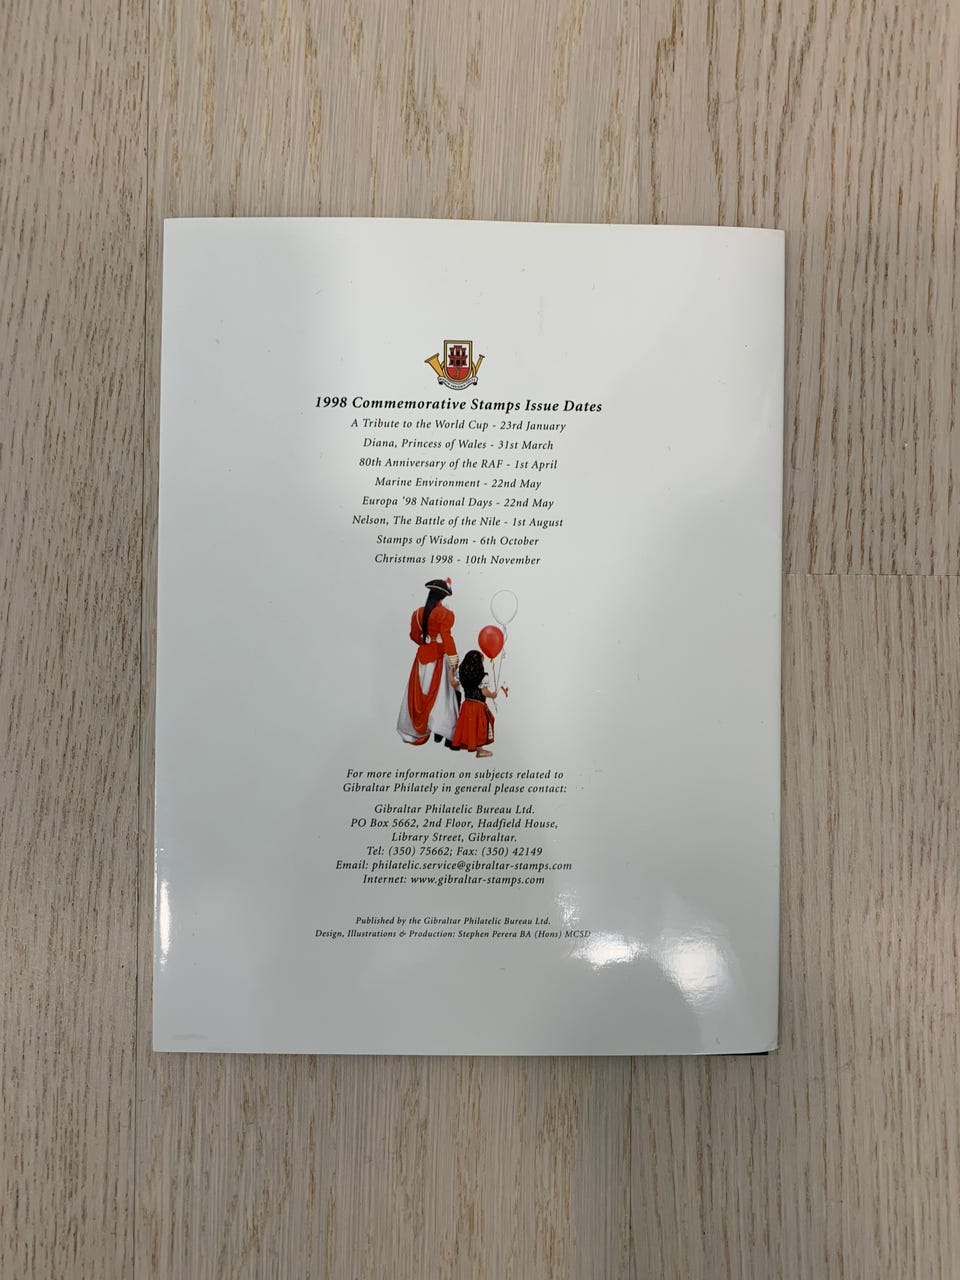 1998 Commemorative Stamps Issue Dates
A Tribute to the World Cup - 23rd January
Diana, Princess of Wales - 31st March
80th Anniversary of the RAF - 1st April
Marine Environment - 22nd May
Europa '98 National Days - 22nd May
Nelson, The Battle of the Nile - 1st August
Stamps of Wisdom - 6th October
Christmas 1998 - 10th November
For more information on subjects related to
Gibraltar Philately in general please contact:
Gibraltar Philatelic Bureau Ltd.
PO Box 5662, 2nd Floor, Hadfield House,
Library Street, Gibraltar.
Tel: (350) 75662; Fax: (350) 42149
Email: philatelic.service@gibraltar-stamps.com
Internet: www.gibraltar-stamps.com
Published by the Gibraltar Philatelic Bureau Ltd.
Design, Illustrations & Production: Stephen Perera BA (Hons) MCSD